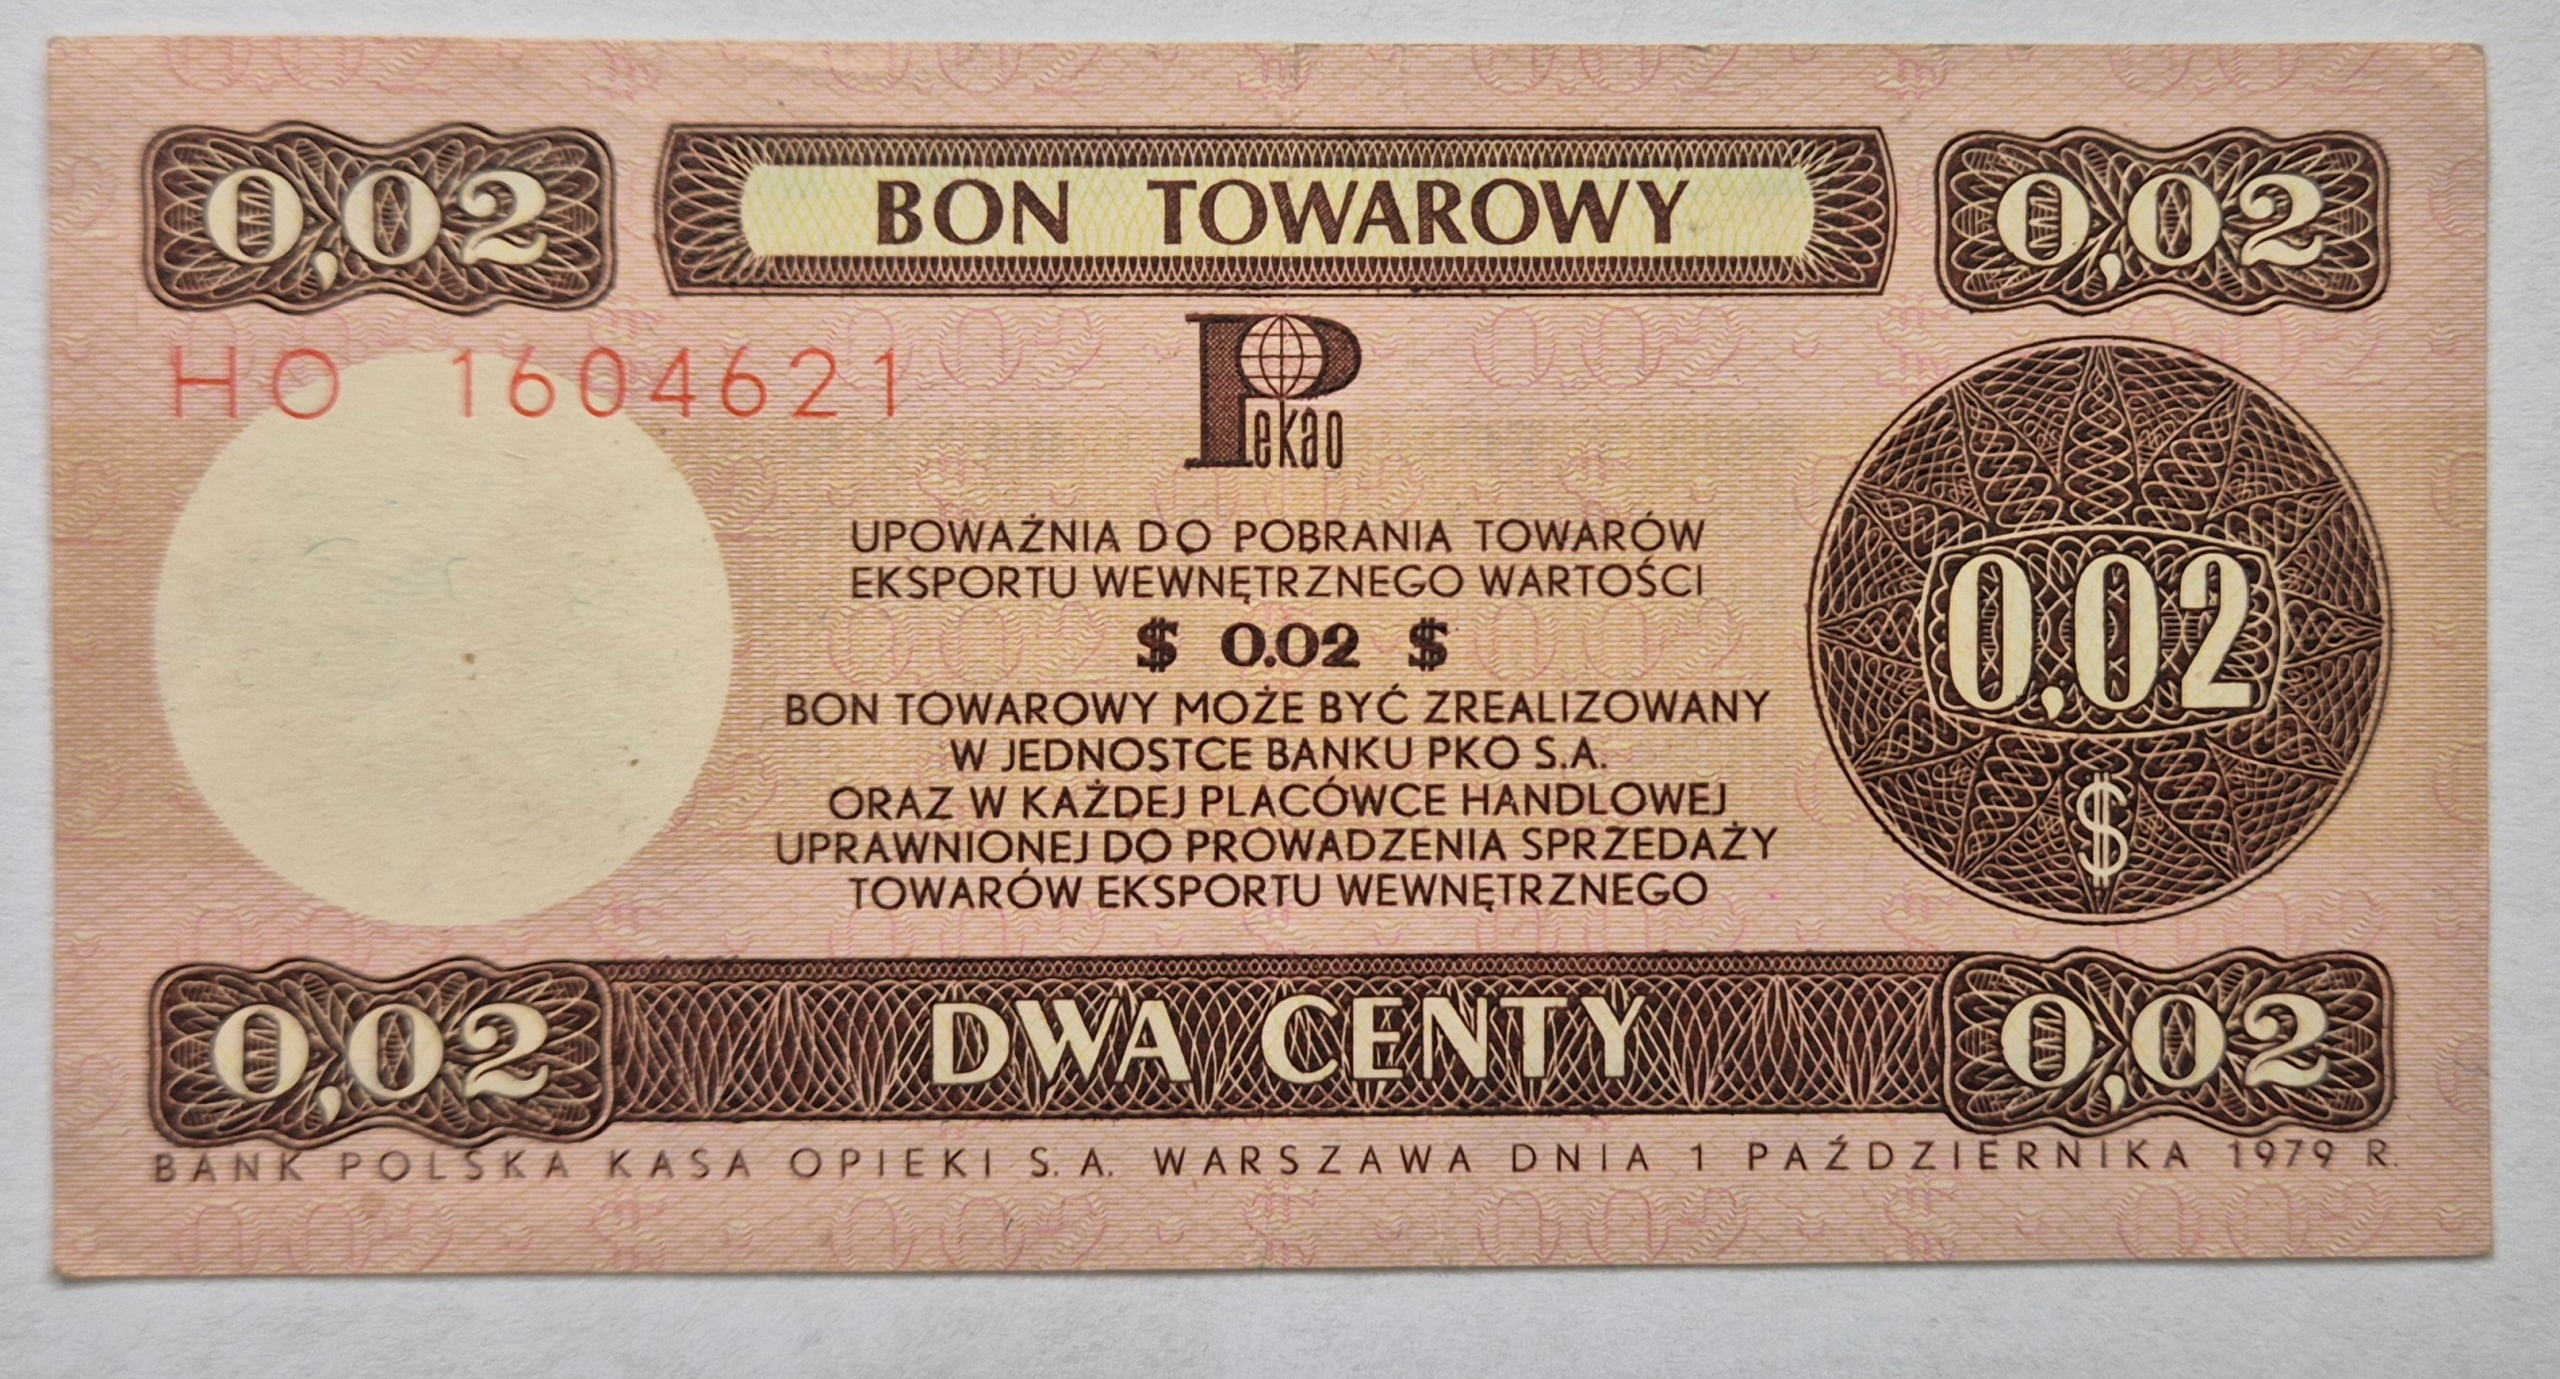 0,02 BON TOWAROWY 0,02
HO 1604621
Pekao
UPOWAŻNIA DO POBRANIA TOWARÓW
EKSPORTU WEWNĘTRZNEGO WARTOŚCI
$ 0.02 $
BON TOWAROWY MOŻE BYĆ ZREALIZOWANY
W JEDNOSTCE BANKU PKO S.A.
ORAZ W KAŻDEJ PLACÓWCE HANDLOWEJ
UPRAWNIONEJ DO PROWADZENIA SPRZEDAŻY
TOWARÓW EKSPORTU WEWNĘTRZNEGO
0,02
$
0,02 DWA CENTY 0,02
BANK POLSKA KASA OPIEKI S.A. WARSZAWA DNIA 1 PAŹDZIERNIKA 1979 R.